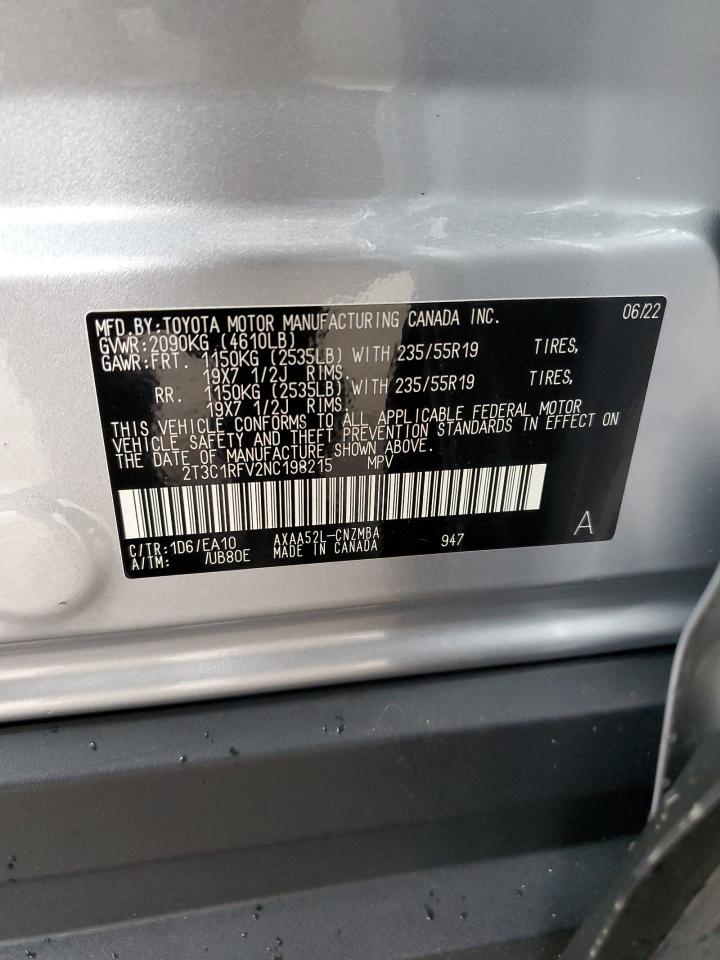 MFD.BY:TOYOTA MOTOR MANUFACTURING CANADA INC. 06/22
GVWR:2090KG (4610LB)
GAWR:FRT. 1150KG (2535LB) WITH 235/55R19 TIRES,
19X7 1/2J RIMS.
RR. 1150KG (2535LB) WITH 235/55R19 TIRES,
19X7 1/2J RIMS.
THIS VEHICLE CONFORMS TO ALL APPLICABLE FEDERAL MOTOR
VEHICLE SAFETY AND THEFT PREVENTION STANDARDS IN EFFECT ON
THE DATE OF MANUFACTURE SHOWN ABOVE.
2T3C1RFV2NC198215 MPV
C/TR:1D6/EA10 AXAA52L-CNZMBA 947 A
A/TM: /UB80E MADE IN CANADA